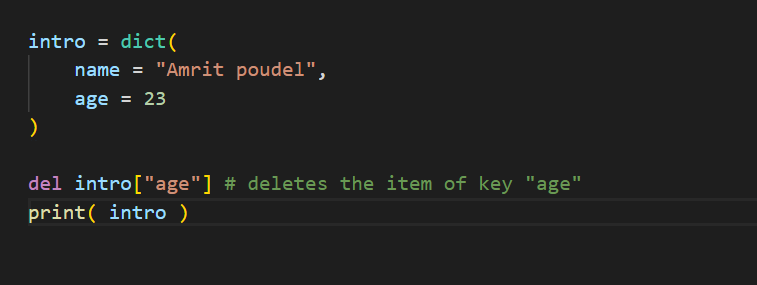 intro = dict(
    name = "Amrit poudel",
    age = 23
)
del intro["age"] # deletes the item of key "age"
print( intro )